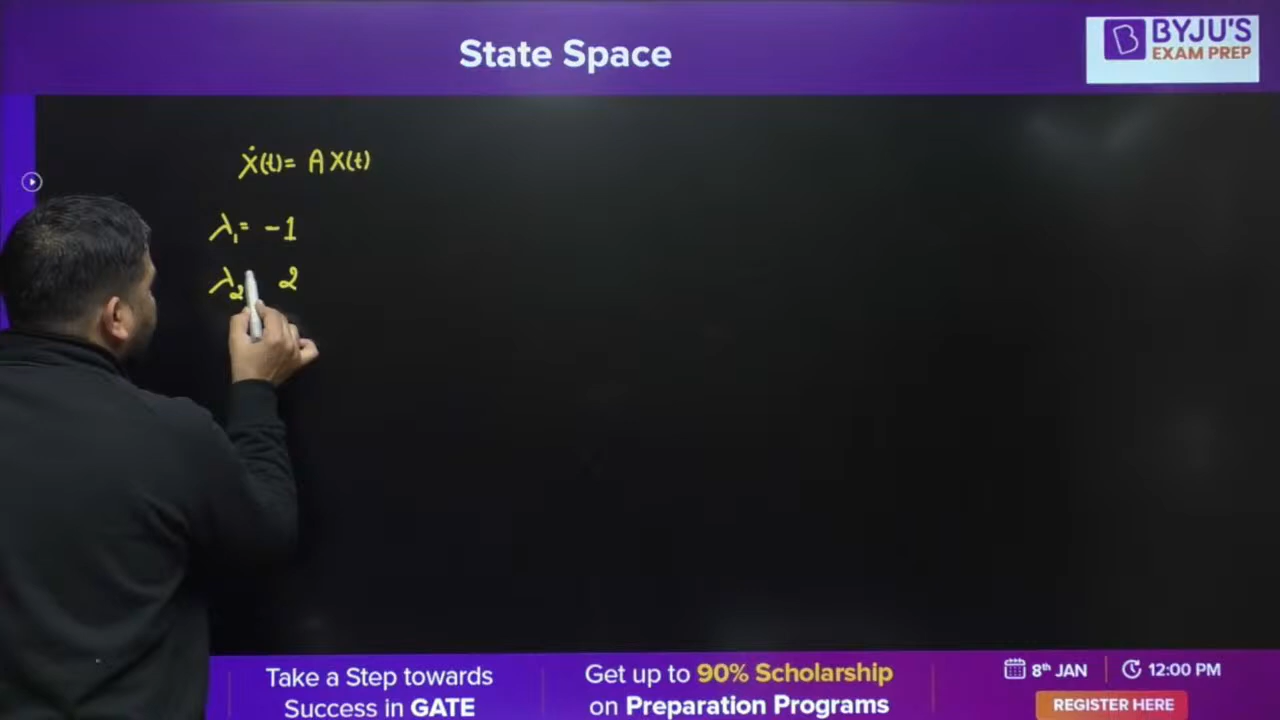 State Space
BYJU'S
EXAM PREP
Ẋ(t) = A X(t)
λ₁ = -1
λ₂ 2
Take a Step towards
Success in GATE
Get up to 90% Scholarship
on Preparation Programs
8th JAN
12:00 PM
REGISTER HERE